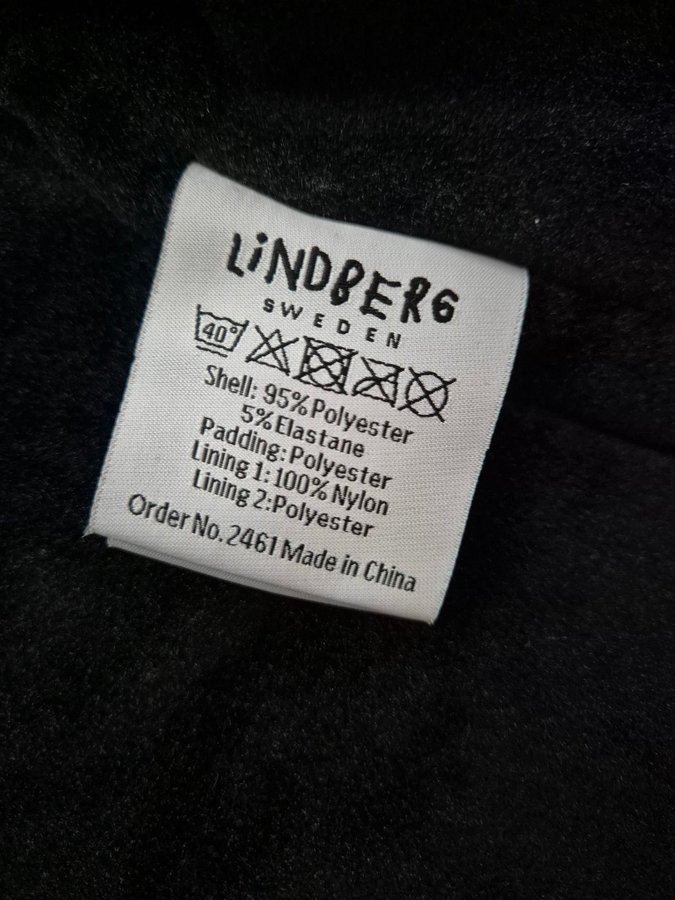 LiNDBERG
SWEDEN
40°
Shell: 95% Polyester
5% Elastane
Padding: Polyester
Lining 1: 100% Nylon
Lining 2: Polyester
Order No. 2461 Made in China